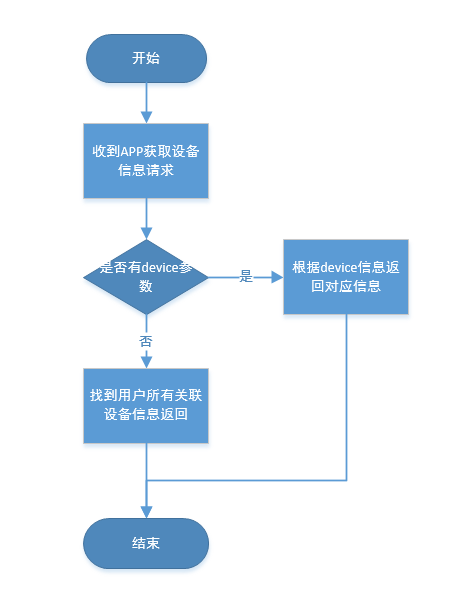 开始
收到APP获取设备
信息请求
是否有device参
数
是
根据device信息返
回对应信息
否
找到用户所有关联
设备信息返回
结束